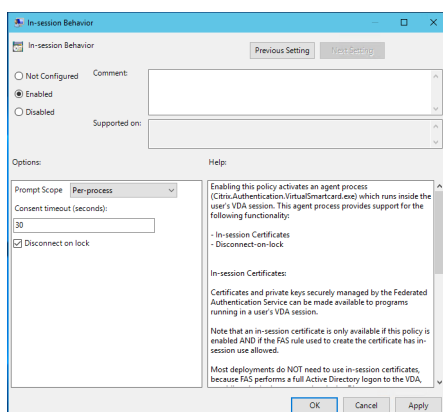 In-session Behavior
In-session Behavior
Previous Setting
Next Setting
Not Configured
Comment:
Enabled
Disabled
Supported on:
Options:
Help:
Prompt Scope Per-process
Consent timeout (seconds):
30
Disconnect on lock
Enabling this policy activates an agent process
(Citrix.Authentication.VirtualSmartcard.exe) which runs inside the
user's VDA session. This agent process provides support for the
following functionality:
- In-session Certificates
- Disconnect-on-lock
In-session Certificates:
Certificates and private keys securely managed by the Federated
Authentication Service can be made available to programs
running in a user's VDA session.
Note that an in-session certificate is only available if this policy is
enabled AND if the FAS rule used to create the certificate has in-
session use allowed.
Most deployments do NOT need to use in-session certificates,
because FAS performs a full Active Directory logon to the VDA,
OK
Cancel
Apply